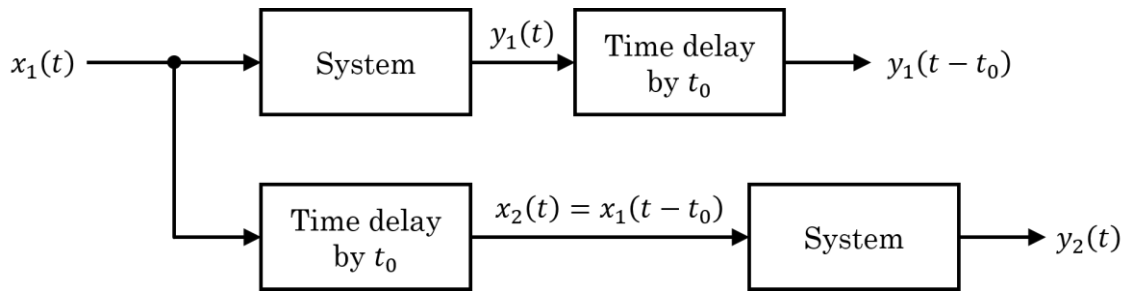 x₁(t)
System
y₁(t)
Time delay
by t₀
y₁(t − t₀)
Time delay
by t₀
x₂(t) = x₁(t − t₀)
System
y₂(t)